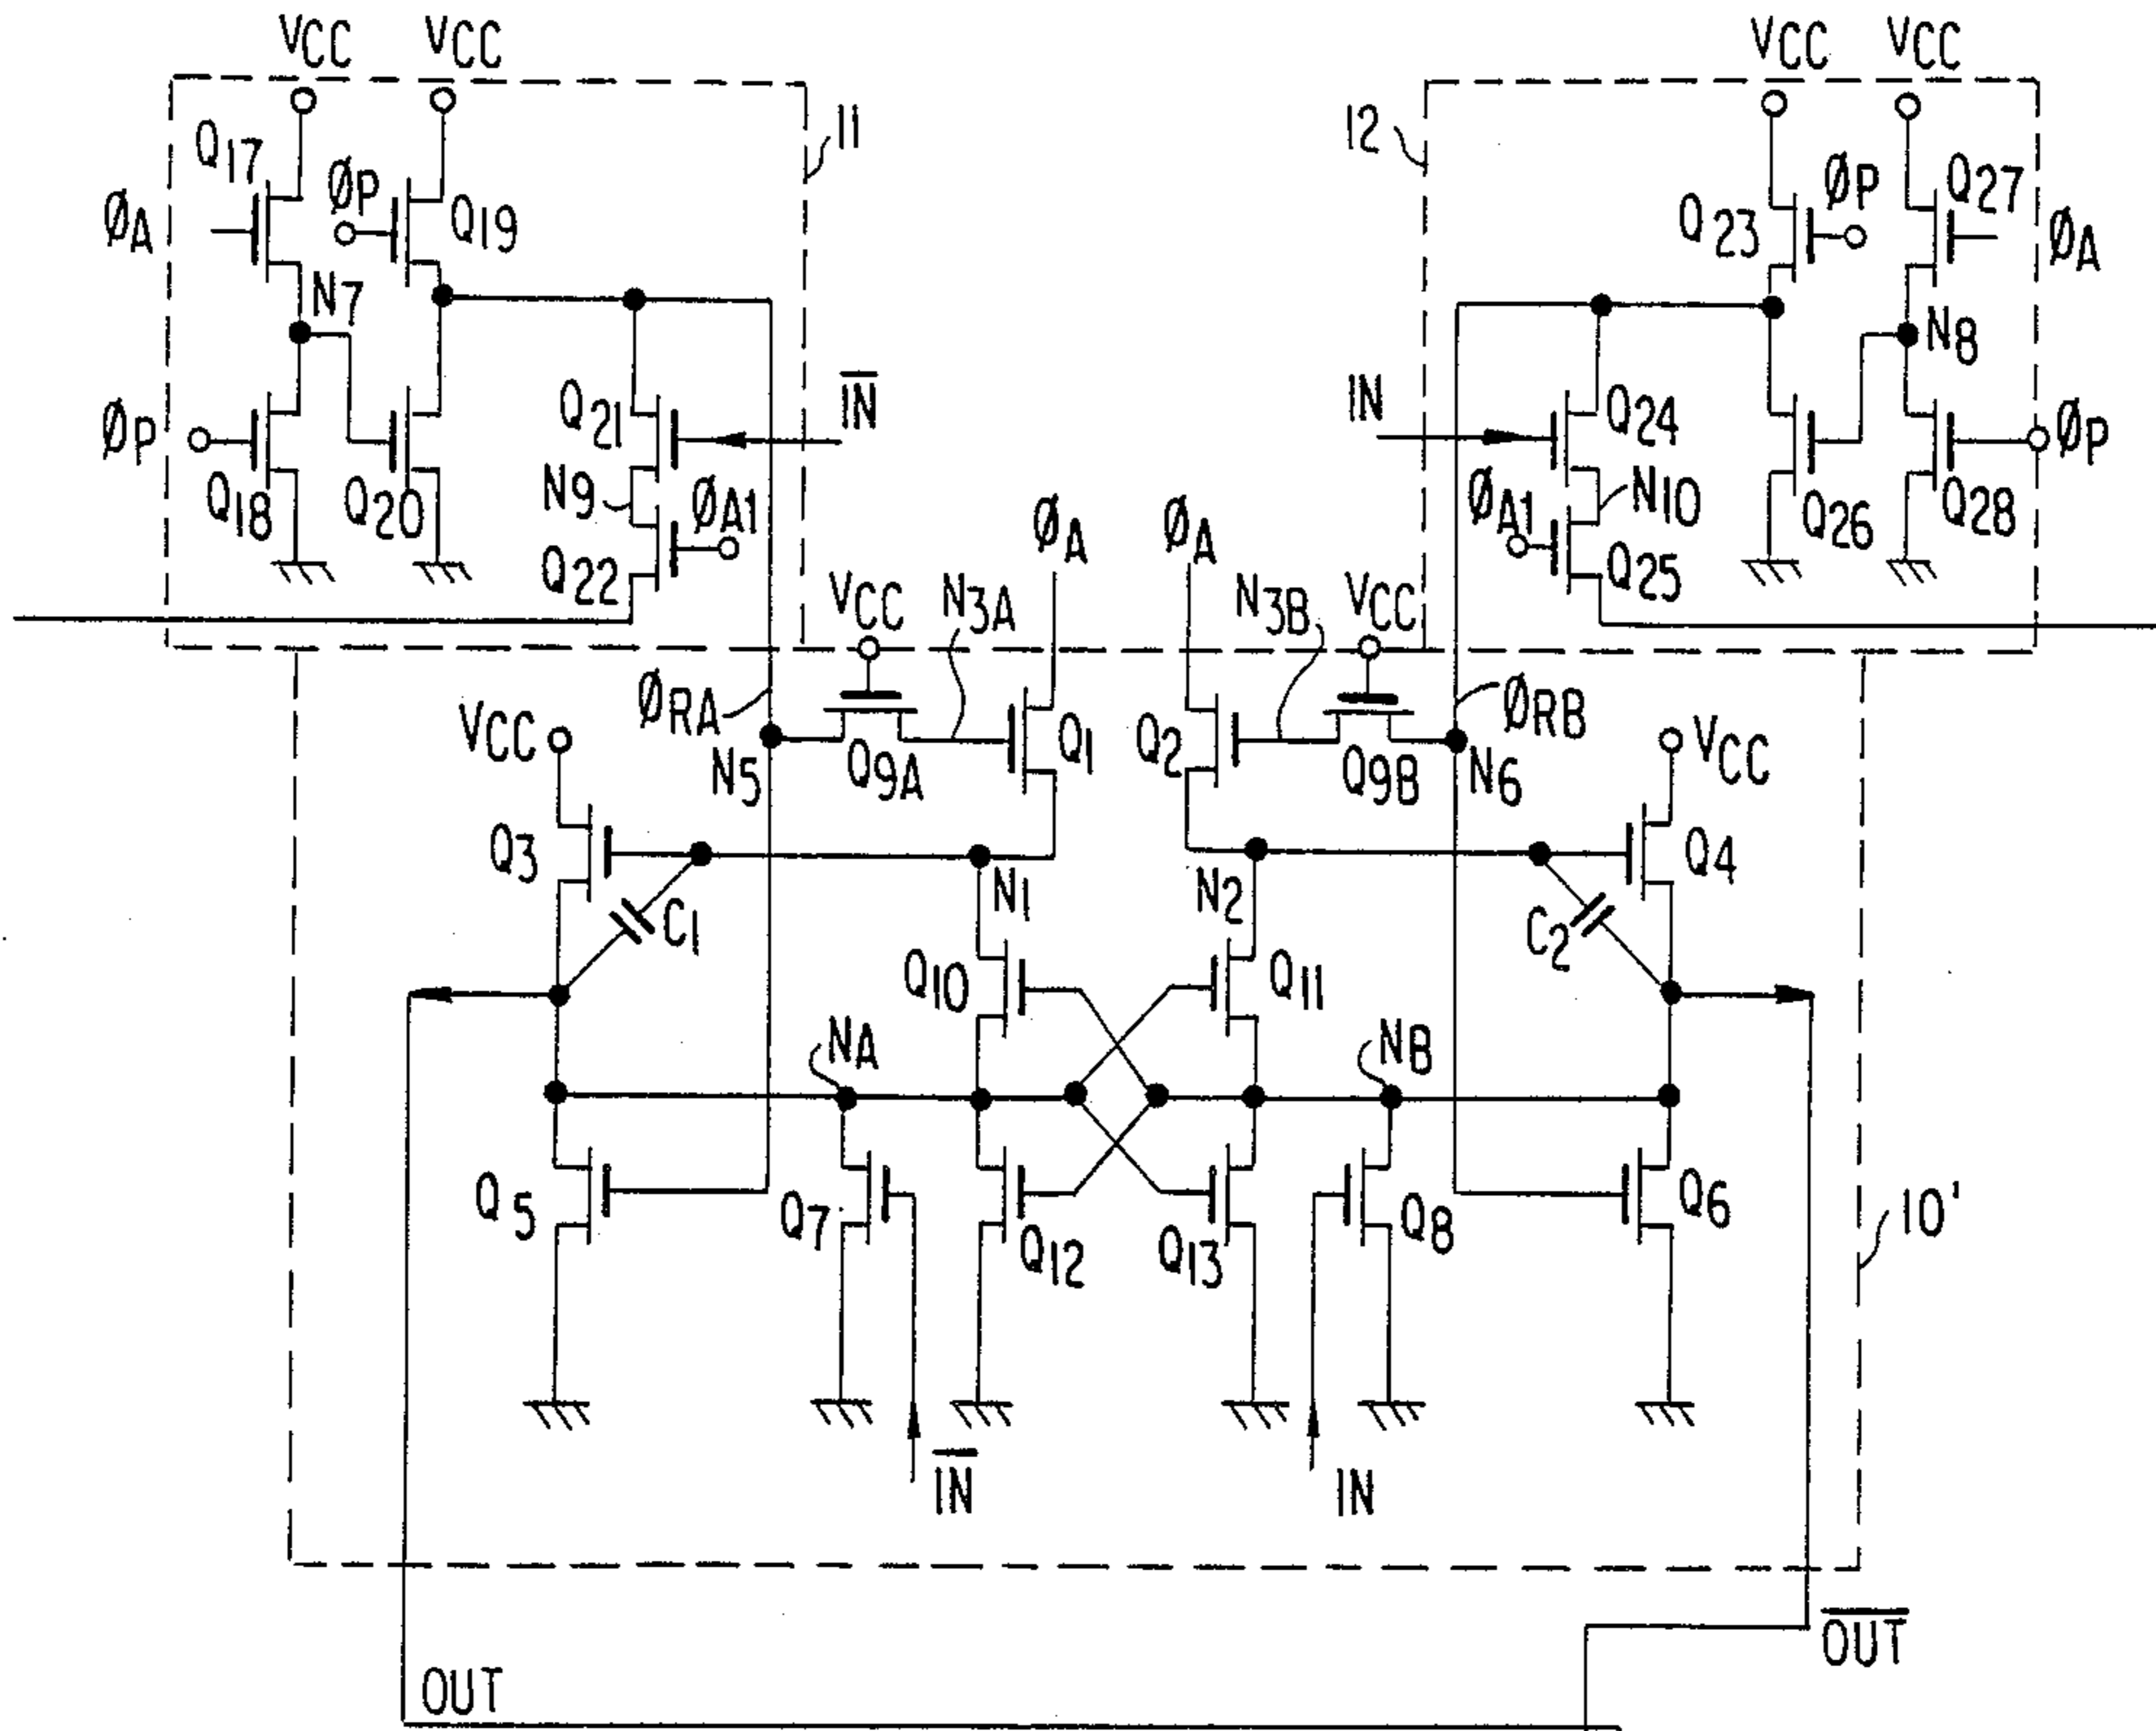 VCC VCC VCC VCC
11 12
Q17 ØP Q19 ØP Q27
ØA Q23 ØA
N7 N8
ØP Q21 I̅N̅ IN Q24 ØP
Q18 Q20 N9 ØA1 ØA1 N10 Q26 Q28
Q22 ØA ØA Q25
VCC N3A N3B VCC
ØRA ØRB
VCC N5 Q9A Q1 Q2 Q9B N6 VCC
Q3 Q4
C1 N1 N2 C2
Q10 Q11
NA NB
Q5 Q7 Q12 Q13 Q8 Q6 10'
I̅N̅ IN
O̅U̅T̅
OUT